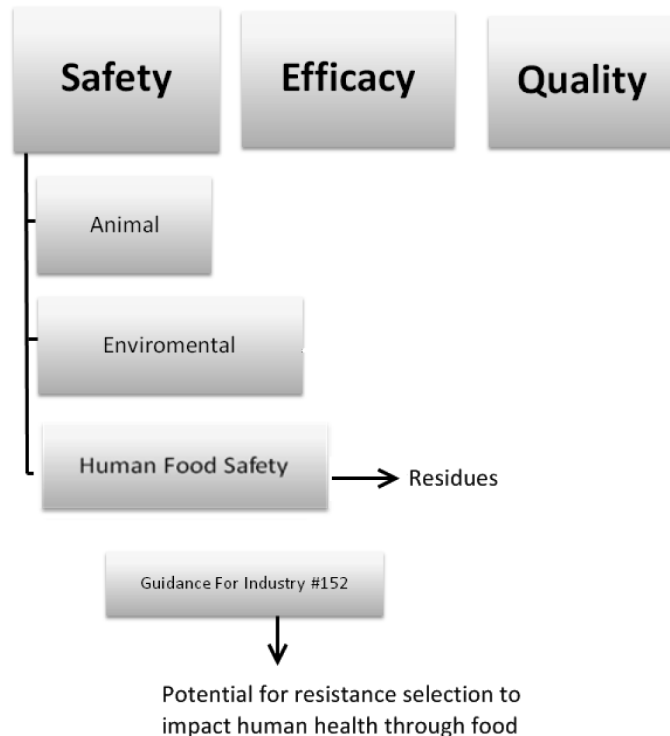 Safety
Efficacy
Quality
Animal
Enviromental
Human Food Safety
Residues
Guidance For Industry #152
Potential for resistance selection to
impact human health through food